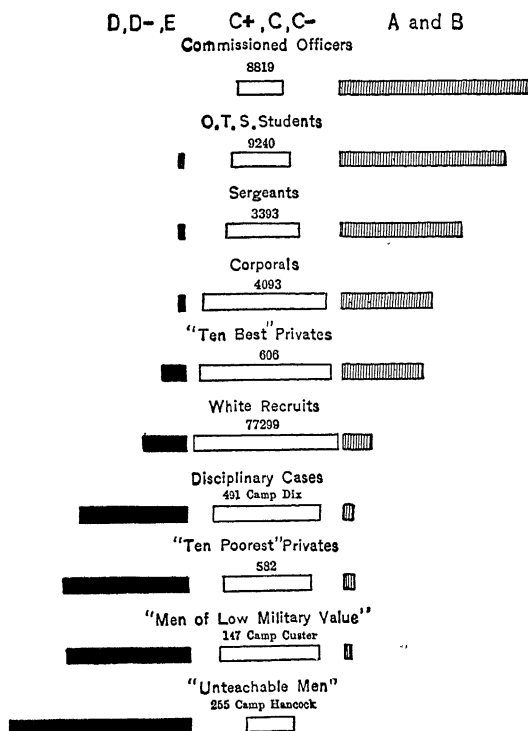 D,D-,E C+,C,C- A and B
Commissioned Officers
8819
O.T.S. Students
9240
Sergeants
3393
Corporals
4093
"Ten Best" Privates
606
White Recruits
77299
Disciplinary Cases
491 Camp Dix
"Ten Poorest" Privates
582
"Men of Low Military Value"
147 Camp Custer
"Unteachable Men"
255 Camp Hancock